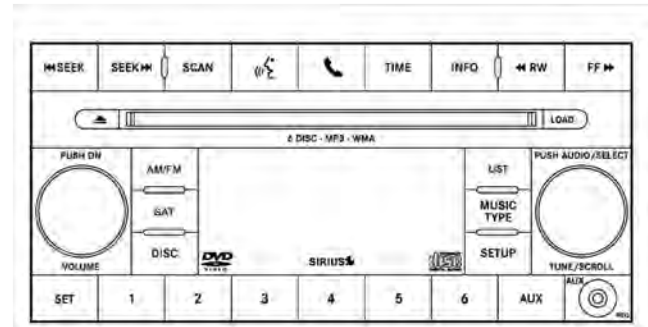 ⏮SEEK SEEK⏭ SCAN TIME INFO ◀◀ RW FF ▶▶
LOAD
6 DISC - MP3 - WMA
PUSH ON AM/FM LIST PUSH AUDIO/SELECT
SAT MUSIC
TYPE
VOLUME DISC DVD
VIDEO SIRIUS SETUP TUNE/SCROLL
SET 1 2 3 4 5 6 AUX AUX